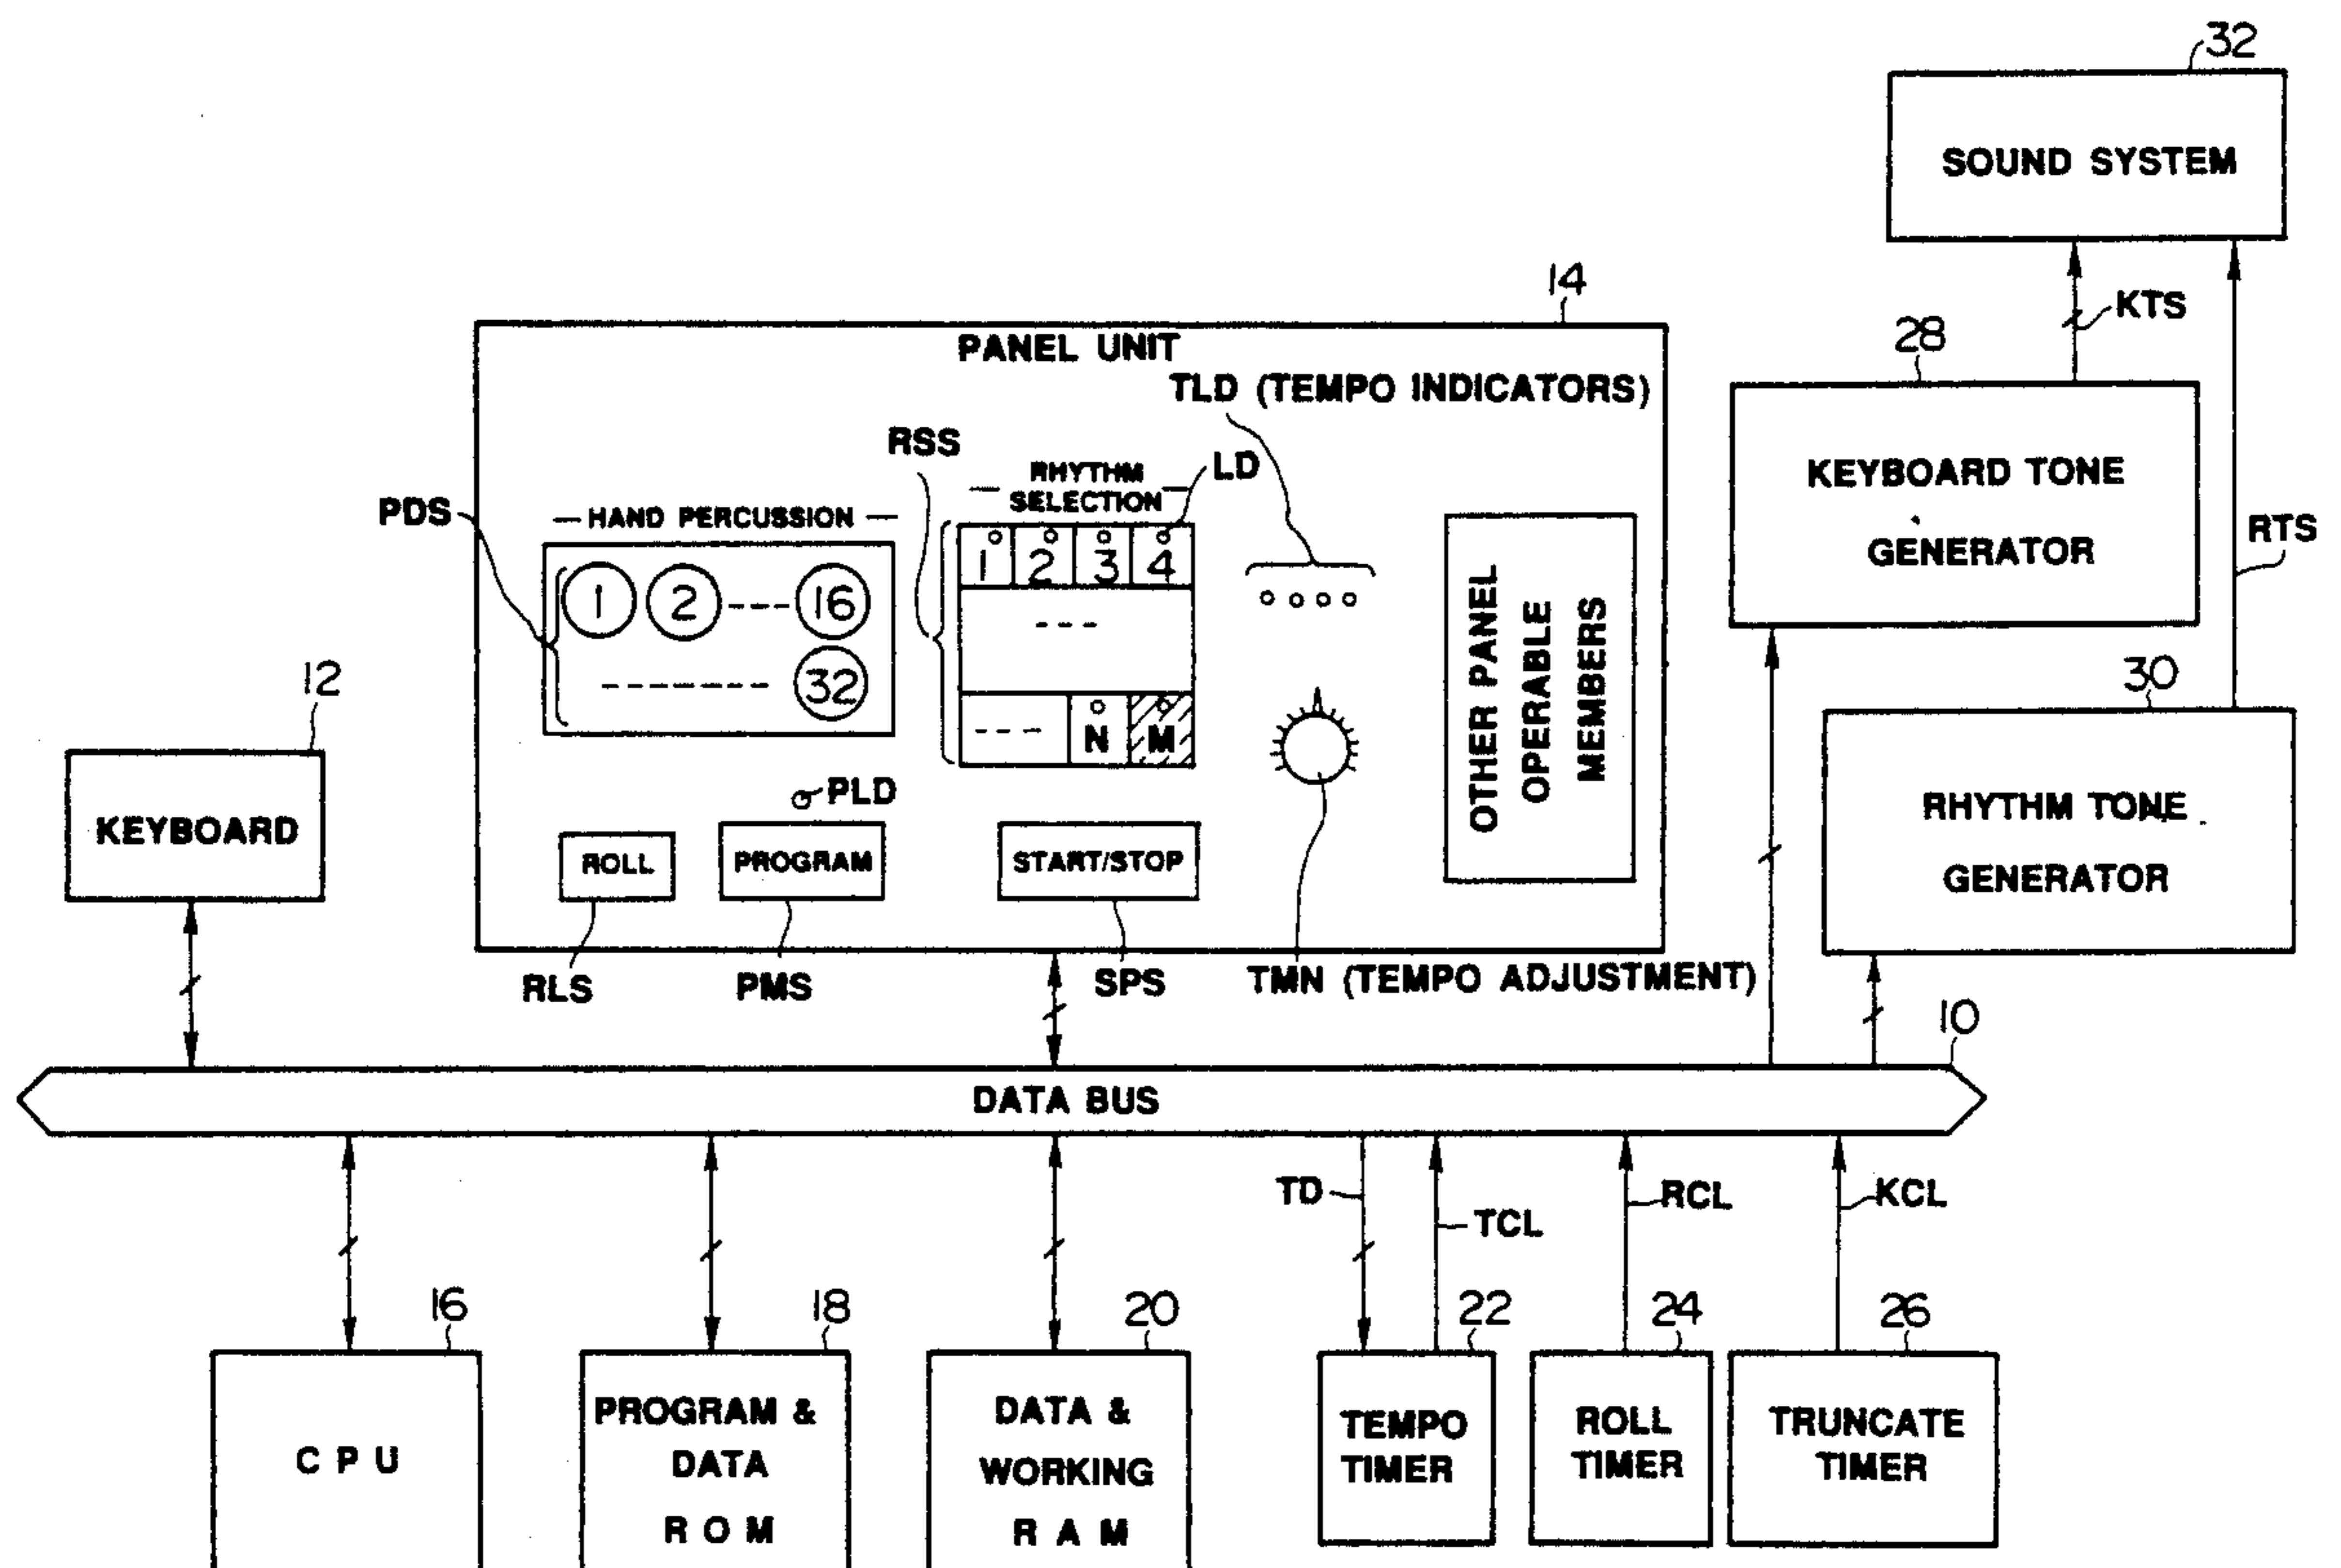 32
SOUND SYSTEM
KTS
28
KEYBOARD TONE
GENERATOR
RTS
30
RHYTHM TONE
GENERATOR
14
PANEL UNIT
TLD (TEMPO INDICATORS)
RSS
RHYTHM
SELECTION
LD
PDS
— HAND PERCUSSION —
1 2 --- 16
------- 32
1 2 3 4
---
--- N M
OTHER PANEL
OPERABLE
MEMBERS
PLD
ROLL
PROGRAM
START/STOP
RLS
PMS
SPS
TMN (TEMPO ADJUSTMENT)
12
KEYBOARD
10
DATA BUS
TD
TCL
RCL
KCL
16
CPU
18
PROGRAM &
DATA
ROM
20
DATA &
WORKING
RAM
22
TEMPO
TIMER
24
ROLL
TIMER
26
TRUNCATE
TIMER